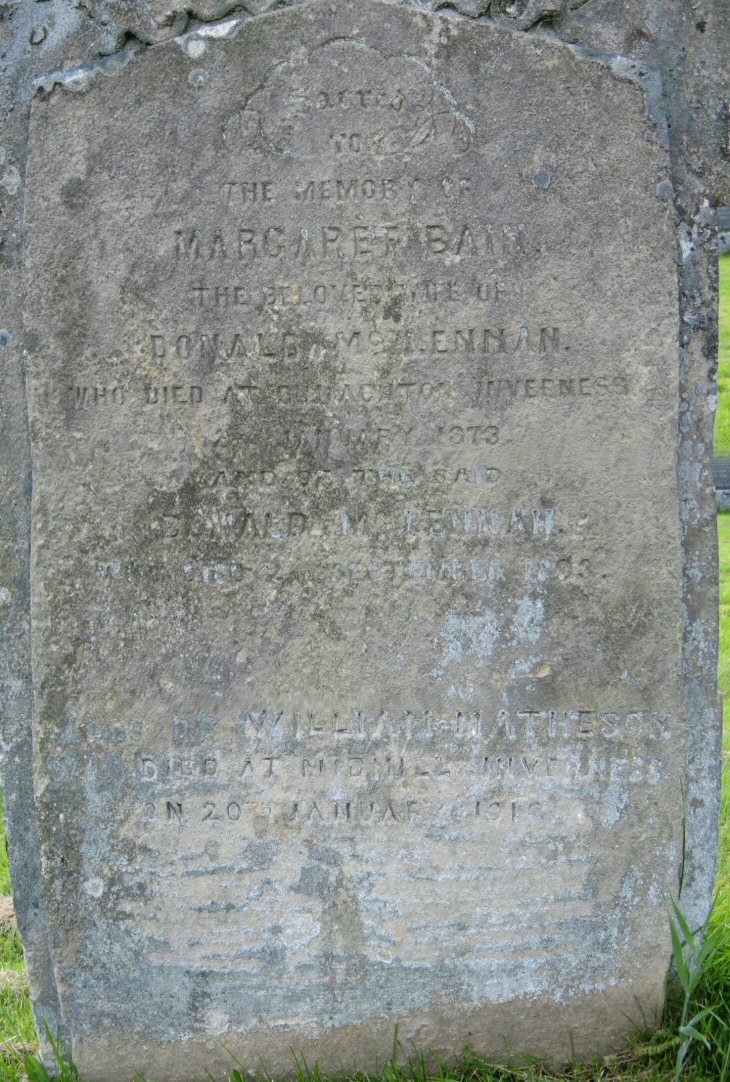 Sacred
TO
THE MEMORY OF
MARGARET BAIN.
THE BELOVED WIFE OF
DONALD McLENNAN.
WHO DIED AT INVERNESS
JANUARY 1873.
AND OF THE SAID
DONALD McLENNAN.
WHO DIED SEPTEMBER 1893.
ALSO OF WILLIAM MATHESON
WHO DIED AT MIDMILLS INVERNESS
ON 20TH JANUARY